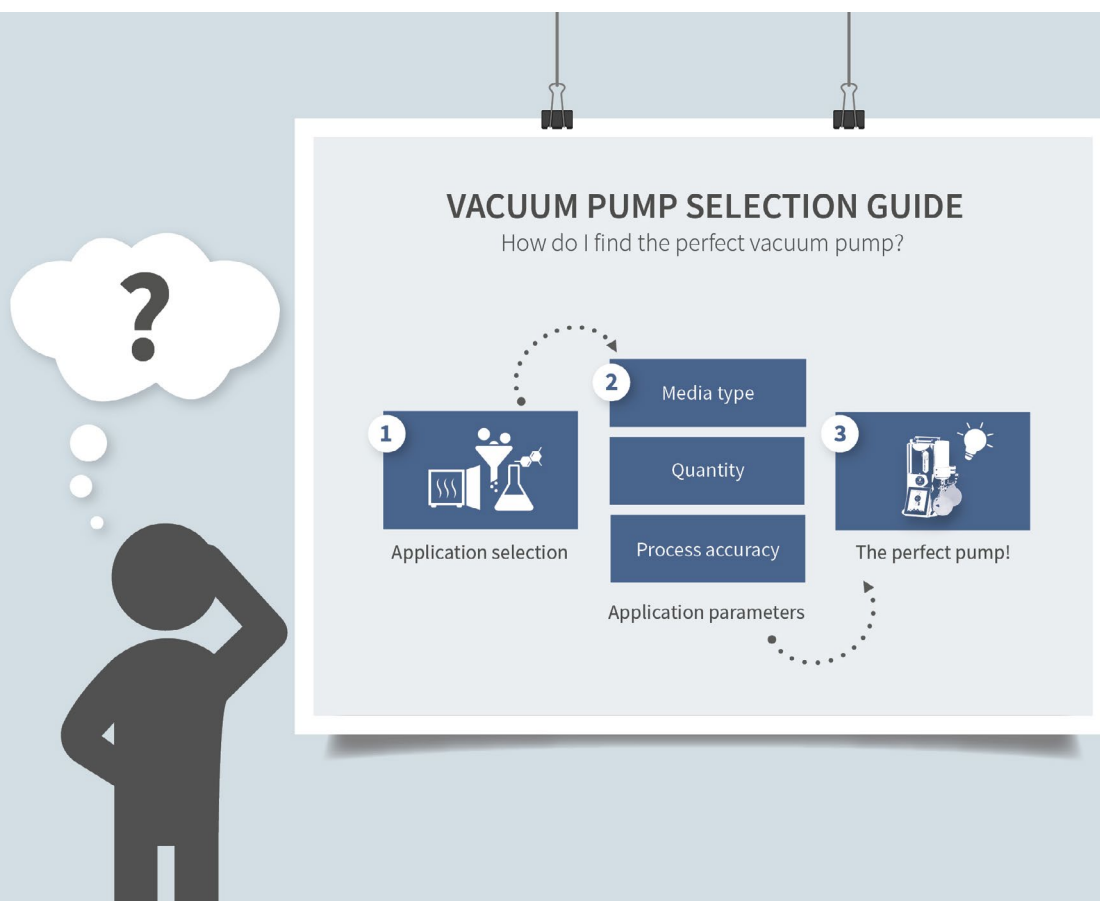 VACUUM PUMP SELECTION GUIDE
How do I find the perfect vacuum pump?
?
1
Application selection
2
Media type
Quantity
Process accuracy
Application parameters
3
The perfect pump!